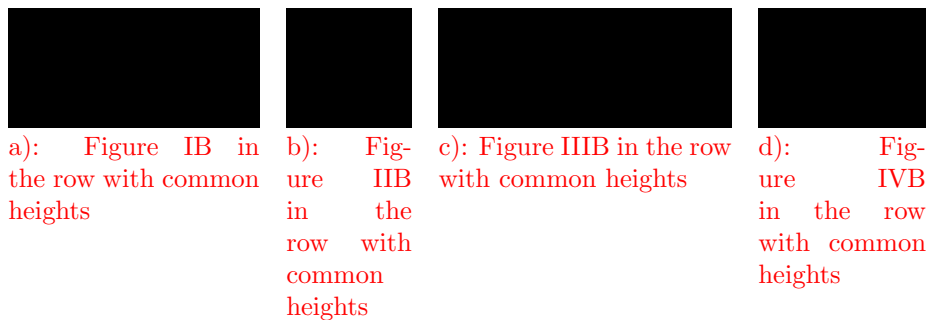 a): Figure IB in
the row with common
heights
b): Fig-
ure IIB
in the
row with
common
heights
c): Figure IIIB in the row
with common heights
d): Fig-
ure IVB
in the row
with common
heights